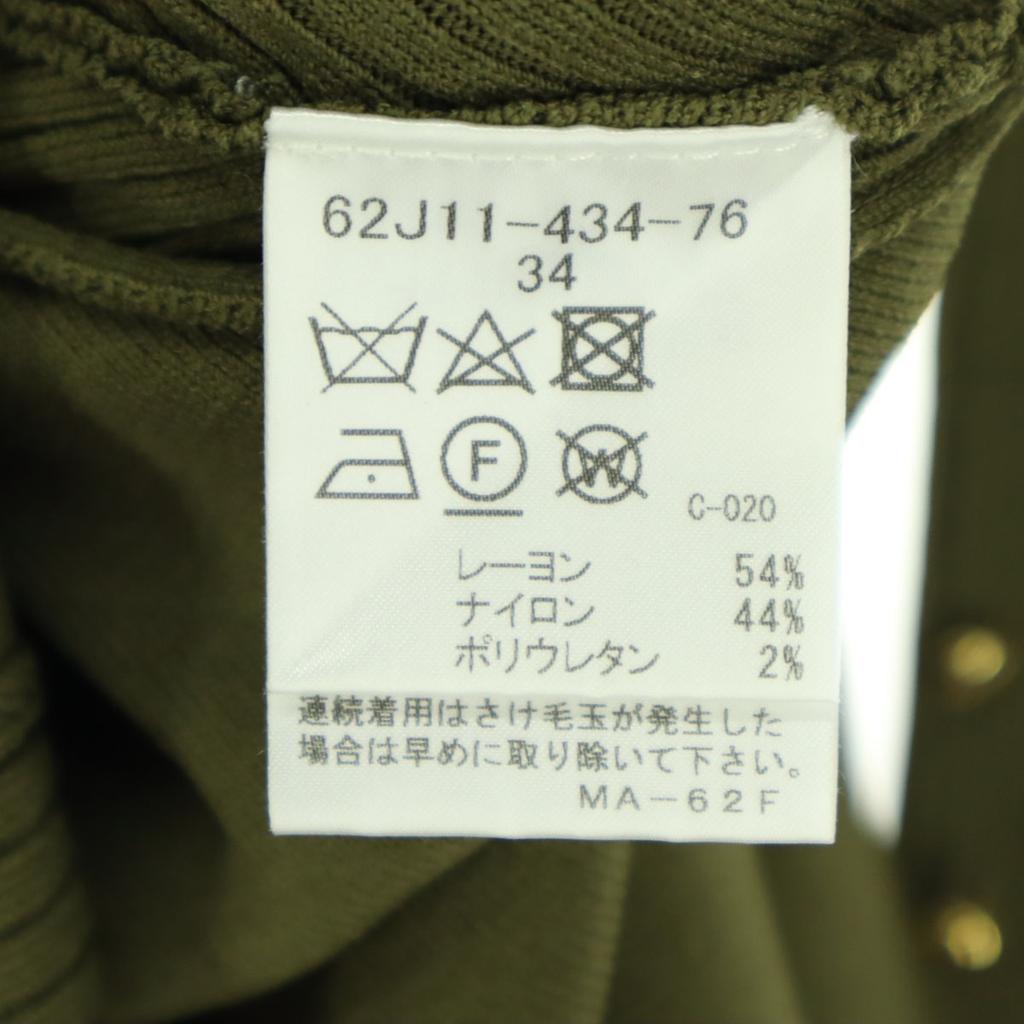 62J11-434-76
34
F
W
C-020
レーヨン 54%
ナイロン 44%
ポリウレタン 2%
連続着用はさけ毛玉が発生した
場合は早めに取り除いて下さい。
MA-62F